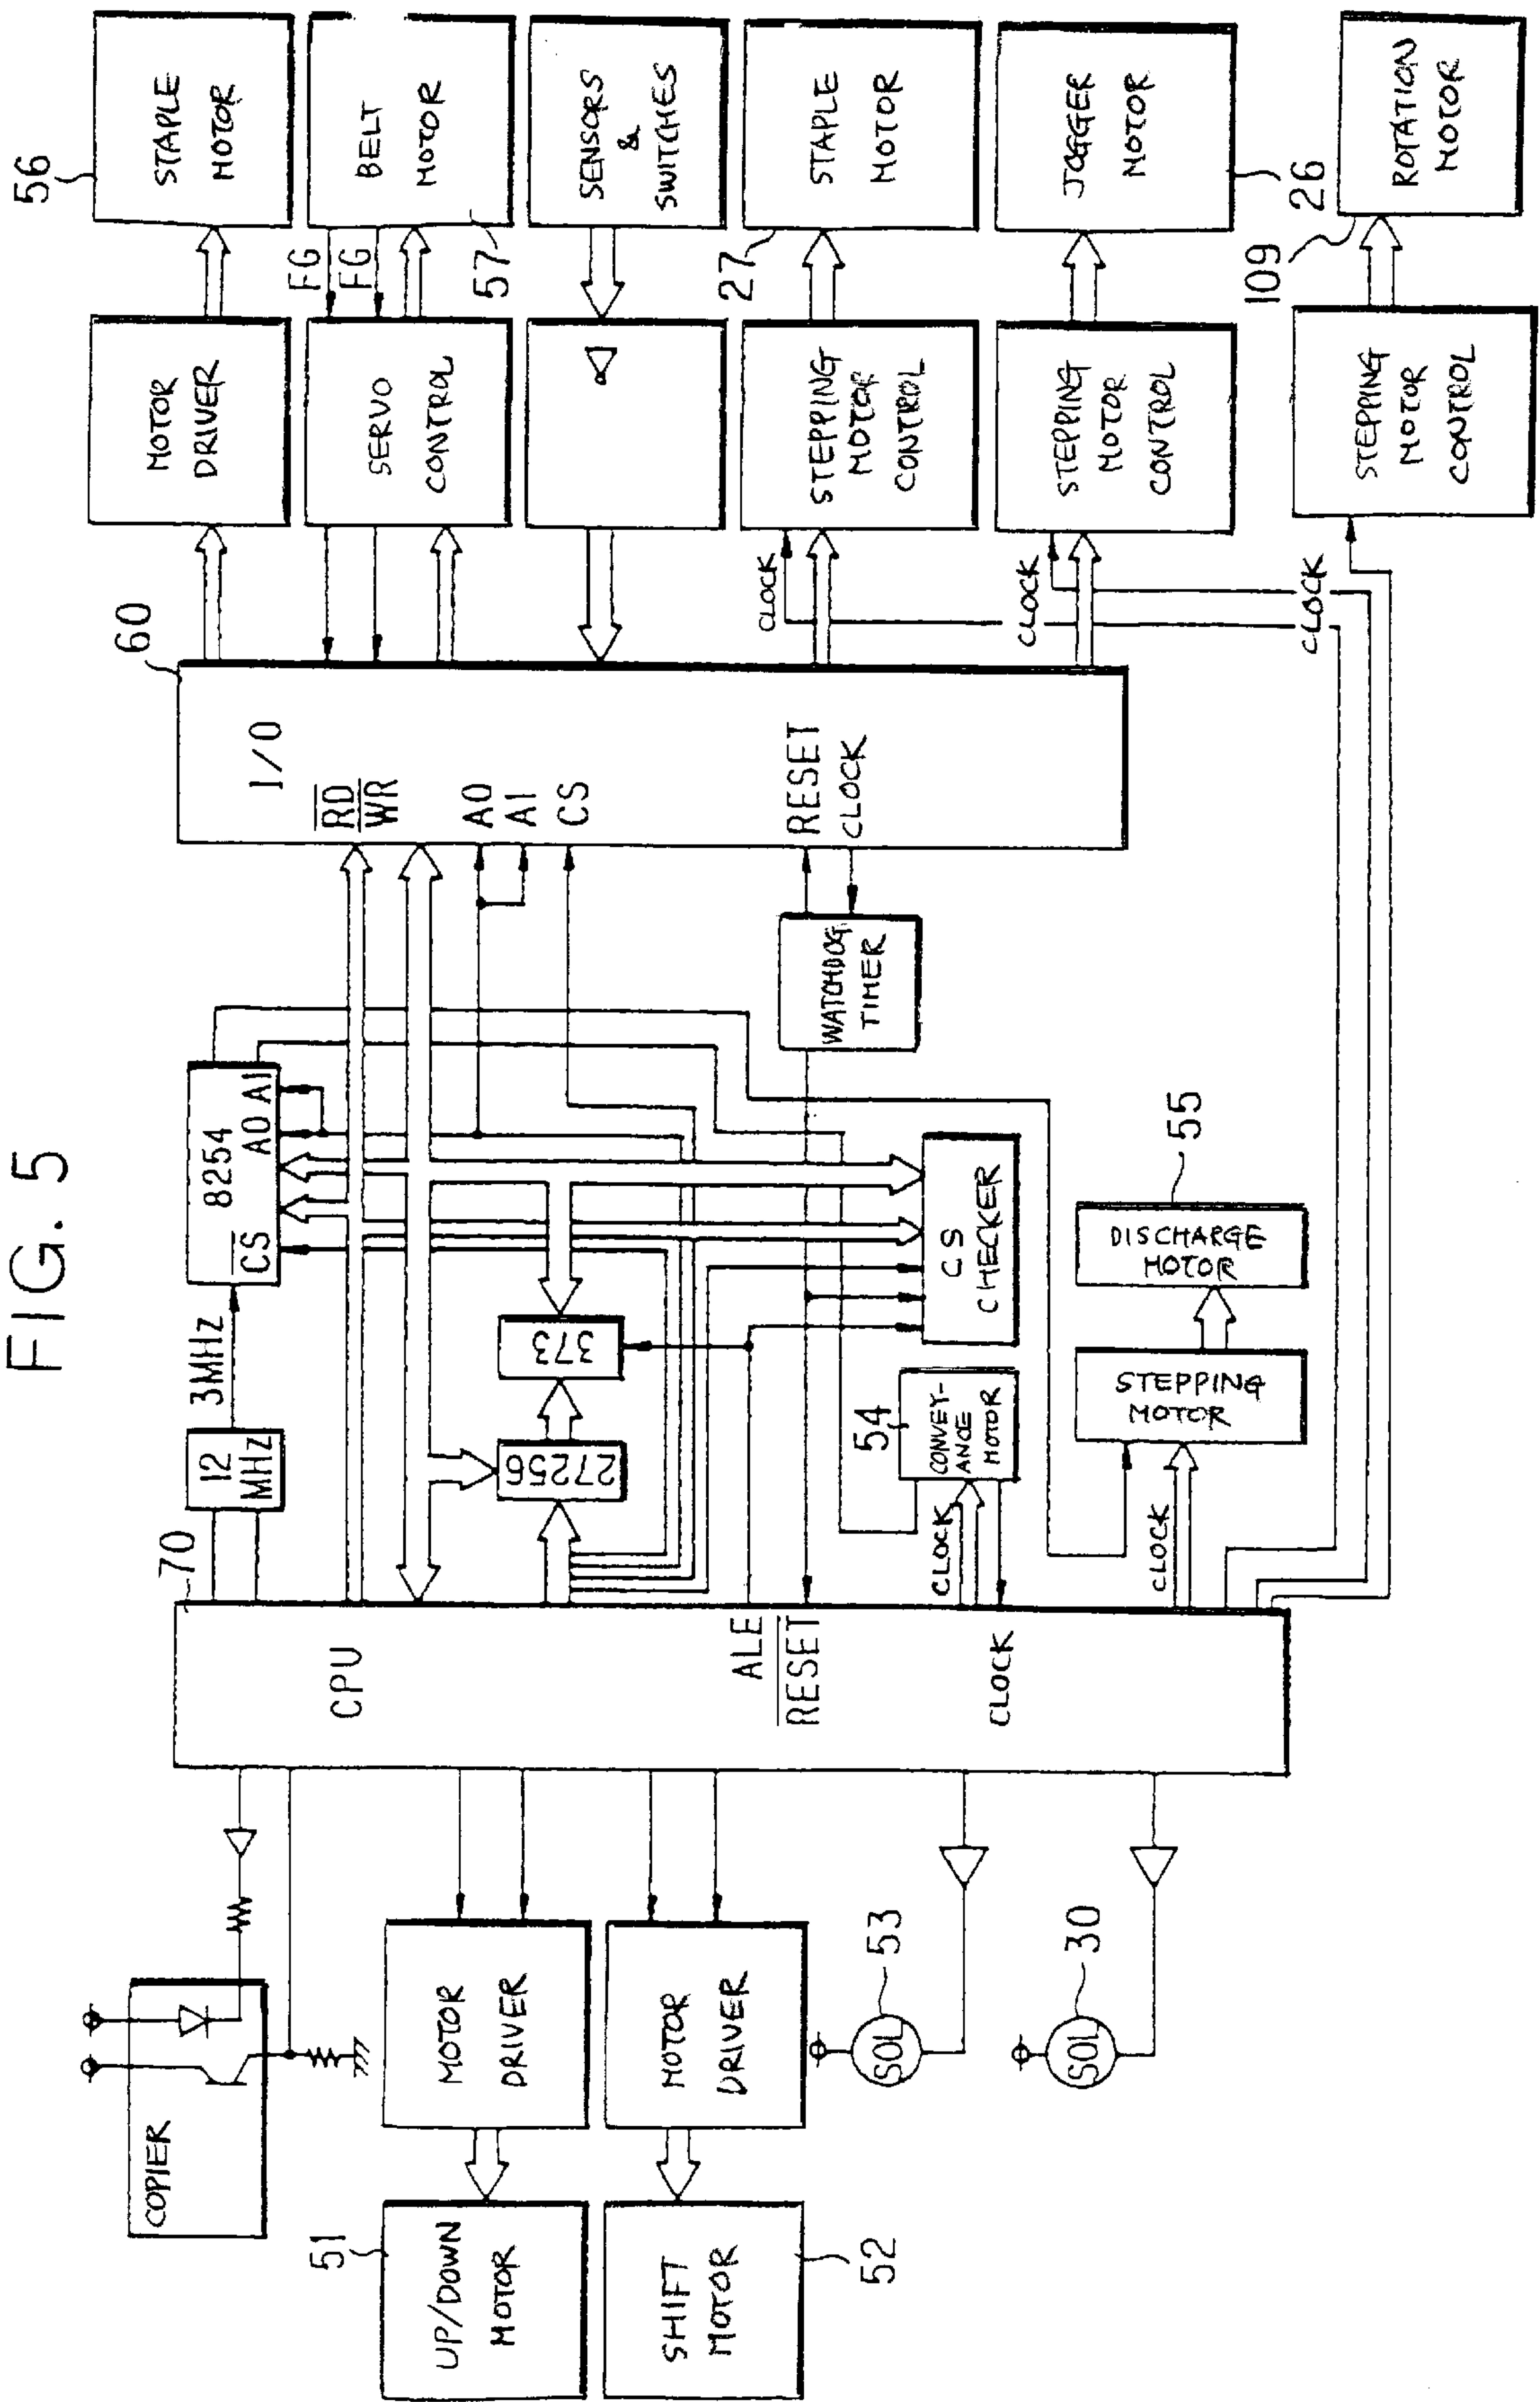 FIG. 5
COPIER
51
UP/DOWN
MOTOR
MOTOR
DRIVER
SHIFT
MOTOR
52
MOTOR
DRIVER
SOL
53
SOL
30
70
CPU
ALE
RESET
CLOCK
12
MHz
3MHz
8254
CS
A0
A1
27256
373
54
CONVEY-
ANCE
MOTOR
CLOCK
CS
CHECKER
STEPPING
MOTOR
CLOCK
DISCHARGE
MOTOR
55
WATCHDOG
TIMER
60
I/O
RD
WR
A0
A1
CS
RESET
CLOCK
MOTOR
DRIVER
56
STAPLE
MOTOR
SERVO
CONTROL
FG
FG
BELT
MOTOR
57
SENSORS
&
SWITCHES
CLOCK
STEPPING
MOTOR
CONTROL
27
STAPLE
MOTOR
CLOCK
STEPPING
MOTOR
CONTROL
JOGGER
MOTOR
26
CLOCK
STEPPING
MOTOR
CONTROL
109
ROTATION
MOTOR